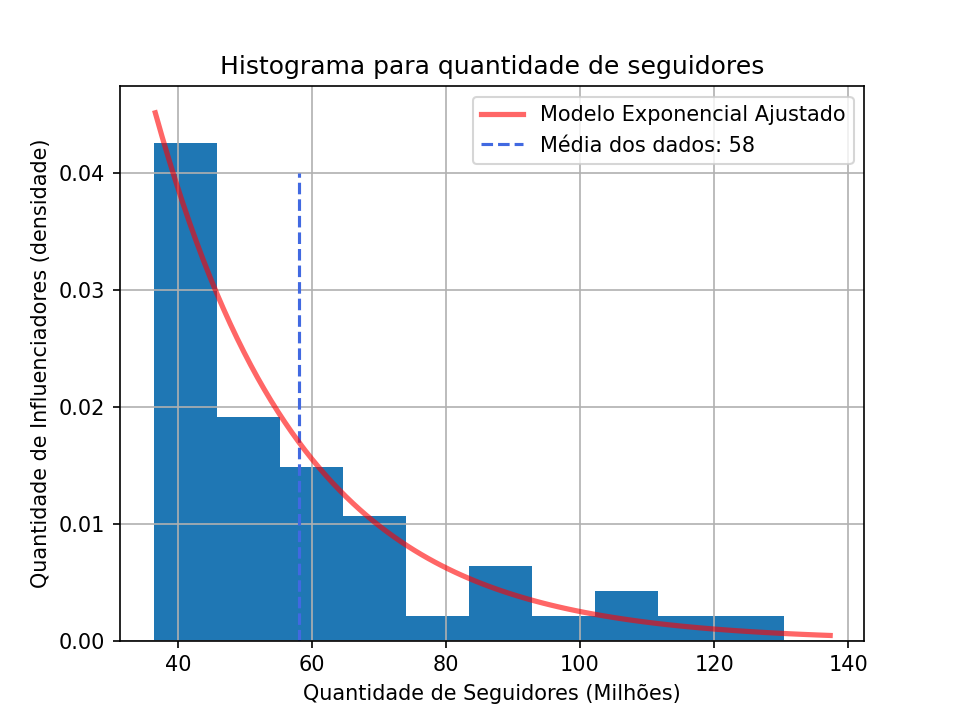 Histograma para quantidade de seguidores
Modelo Exponencial Ajustado
Média dos dados: 58
Quantidade de Influenciadores (densidade)
0.04
0.03
0.02
0.01
0.00
40 60 80 100 120 140
Quantidade de Seguidores (Milhões)